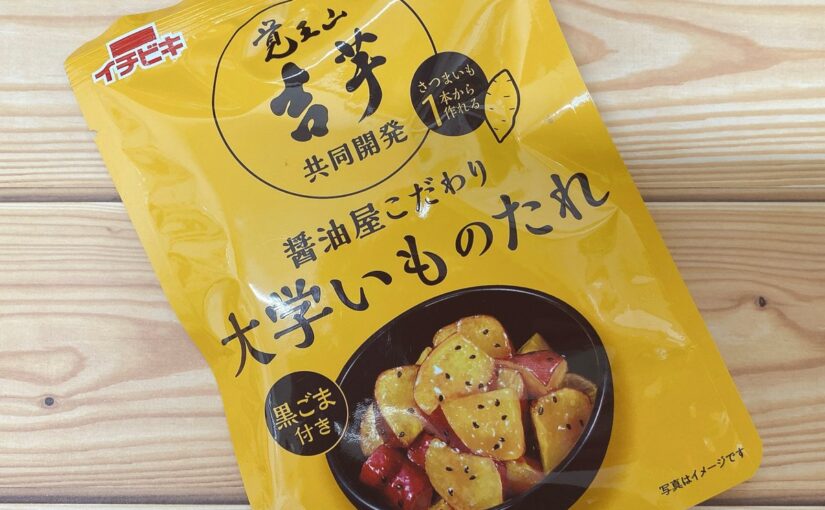 イチビキ
覚王山
吉芋
共同開発
さつまいも
1本から
作れる
醤油屋こだわり
大学いものたれ
黒ごま
付き
写真はイメージです